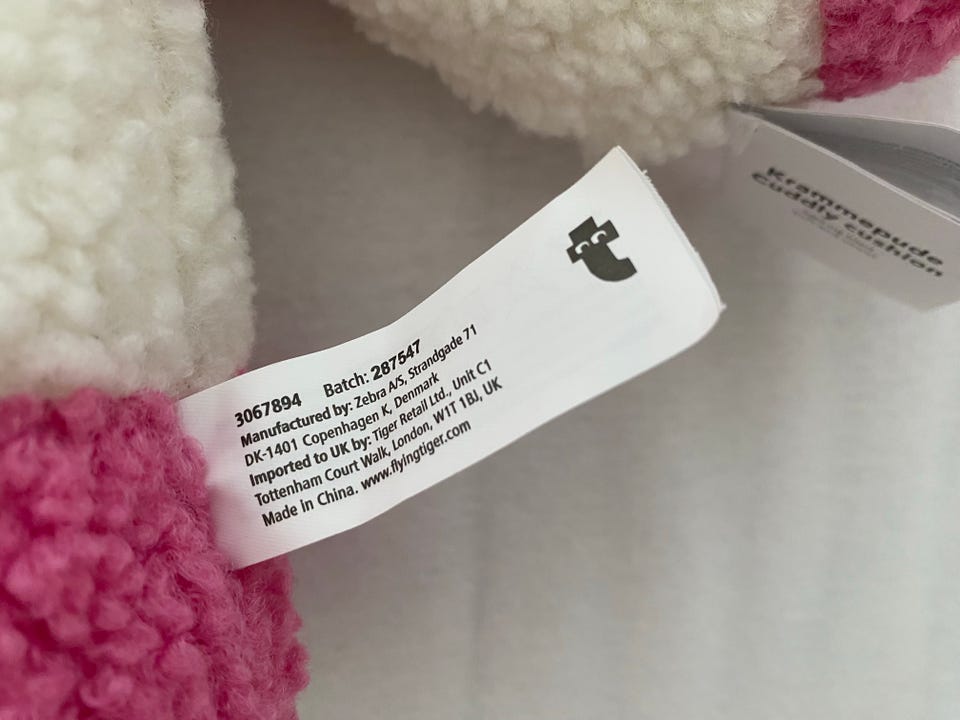 3067894 Batch: 287547
Manufactured by: Zebra A/S, Strandgade 71
DK-1401 Copenhagen K, Denmark
Imported to UK by: Tiger Retail Ltd., Unit C1
Tottenham Court Walk, London, W1T 1BJ, UK
Made in China. www.flyingtiger.com
Krammepude
Cuddly cushion